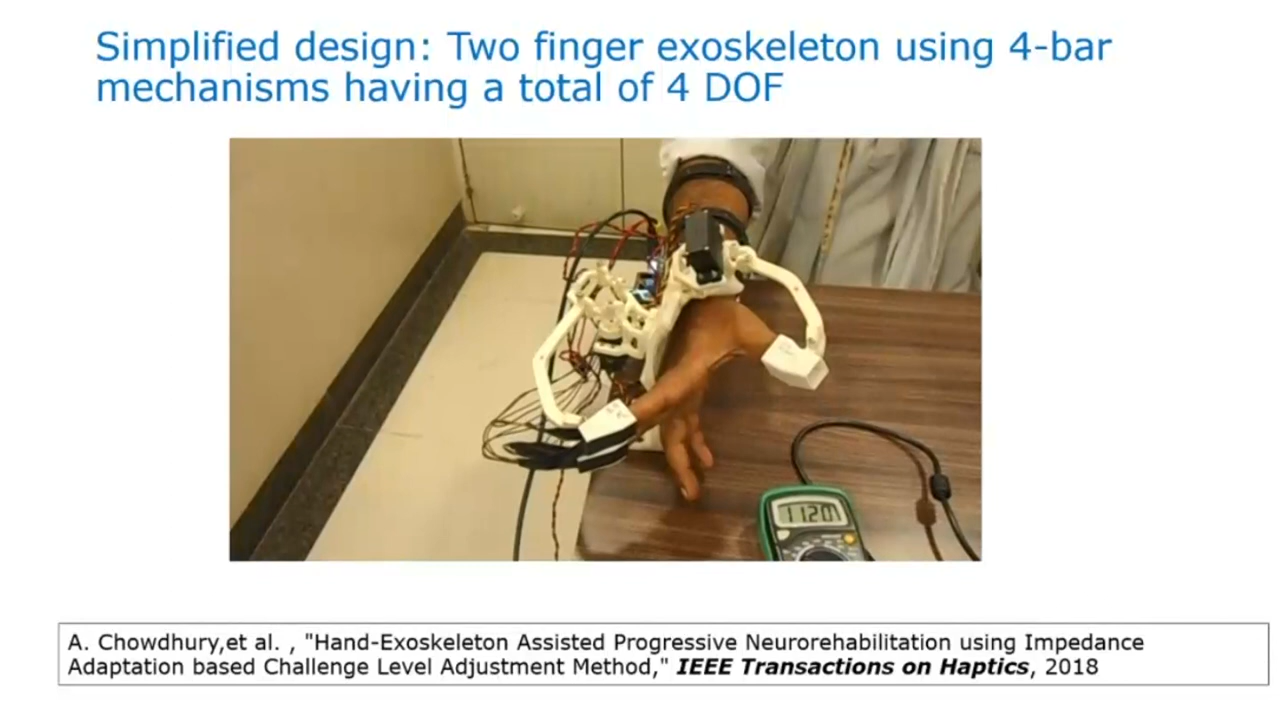 Simplified design: Two finger exoskeleton using 4-bar
mechanisms having a total of 4 DOF
1120
A. Chowdhury,et al. , "Hand-Exoskeleton Assisted Progressive Neurorehabilitation using Impedance
Adaptation based Challenge Level Adjustment Method," IEEE Transactions on Haptics, 2018